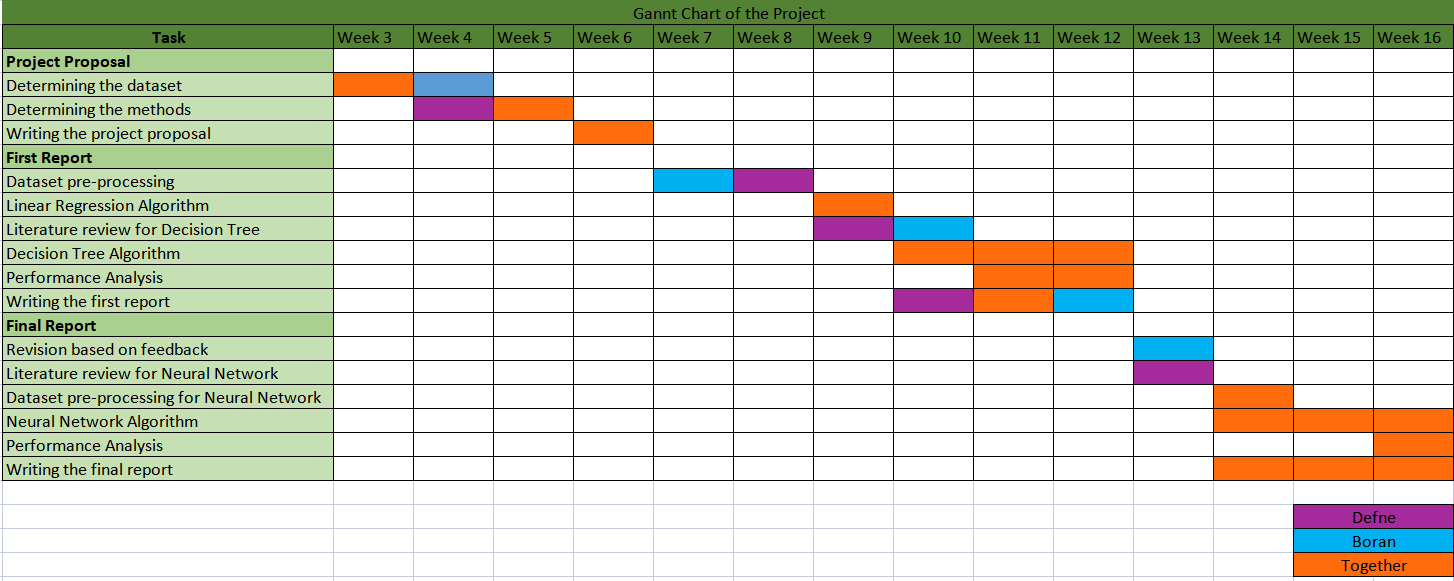 Gannt Chart of the Project
Task Week 3 Week 4 Week 5 Week 6 Week 7 Week 8 Week 9 Week 10 Week 11 Week 12 Week 13 Week 14 Week 15 Week 16
Project Proposal
Determining the dataset
Determining the methods
Writing the project proposal
First Report
Dataset pre-processing
Linear Regression Algorithm
Literature review for Decision Tree
Decision Tree Algorithm
Performance Analysis
Writing the first report
Final Report
Revision based on feedback
Literature review for Neural Network
Dataset pre-processing for Neural Network
Neural Network Algorithm
Performance Analysis
Writing the final report
Defne
Boran
Together